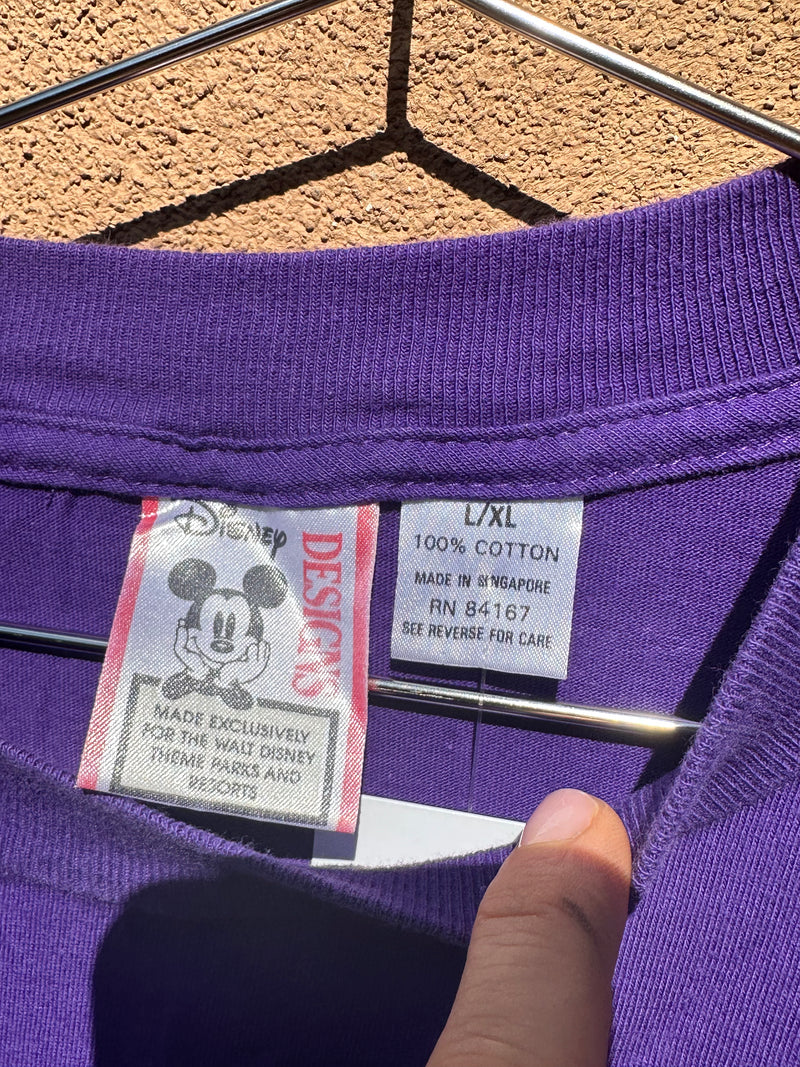 DISNEY
DESIGNS
MADE EXCLUSIVELY
FOR THE WALT DISNEY
THEME PARKS AND
RESORTS
L/XL
100% COTTON
MADE IN SINGAPORE
RN 84167
SEE REVERSE FOR CARE